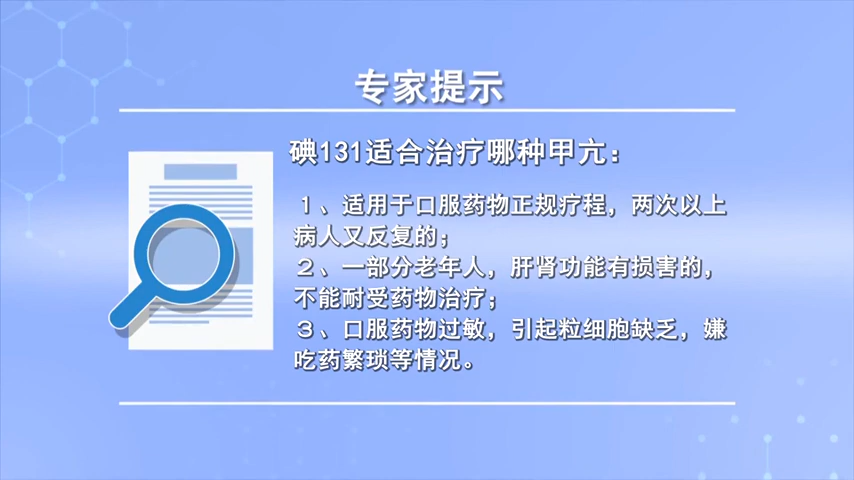 专家提示
碘131适合治疗哪种甲亢：
1、适用于口服药物正规疗程，两次以上
病人又反复的；
2、一部分老年人，肝肾功能有损害的，
不能耐受药物治疗；
3、口服药物过敏，引起粒细胞缺乏，嫌
吃药繁琐等情况。